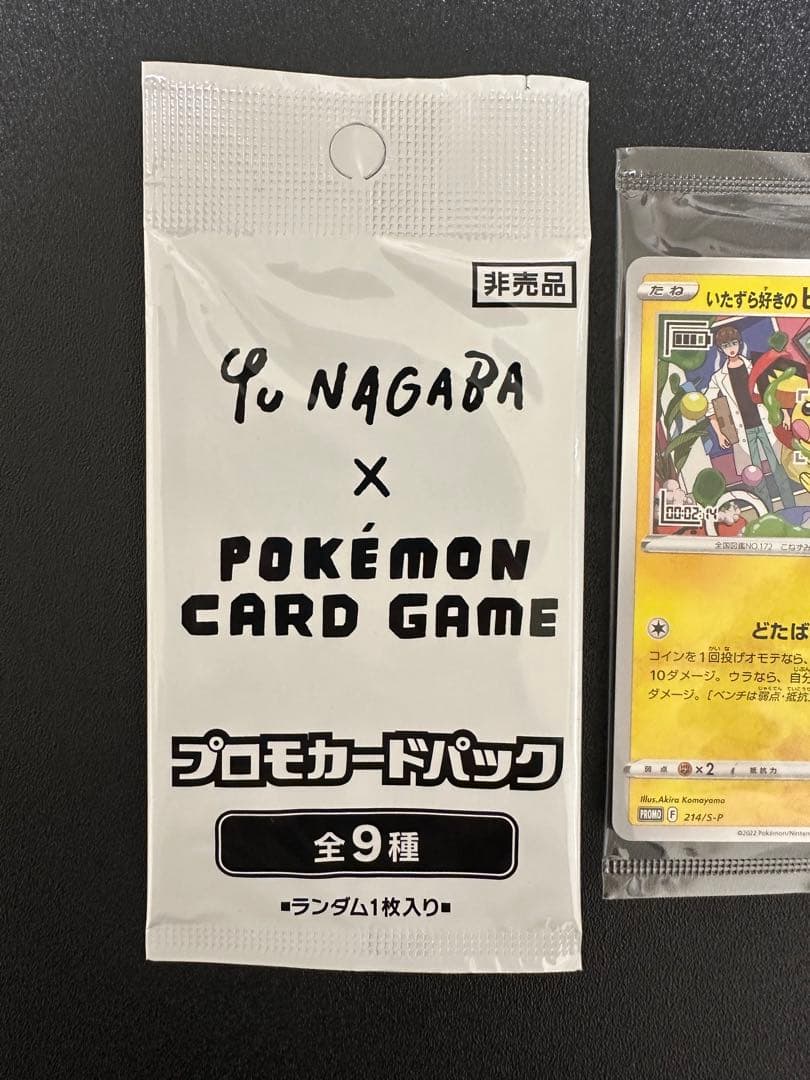 非売品
Yu NAGABA
X
POKÉMON
CARD GAME
プロモカードパック
全9種
■ランダム1枚入り■
たね
いたずら好きの
00:02:14
全国図鑑NO.172 こねずみ
どたば
コインを1回投げオモテなら、
10ダメージ。ウラなら、自分
ダメージ。[ベンチは弱点・抵抗
弱点 ×2 抵抗力
Illus.Akira Komayama
PROMO F 214/S-P
©2022 Pokémon/Ninten